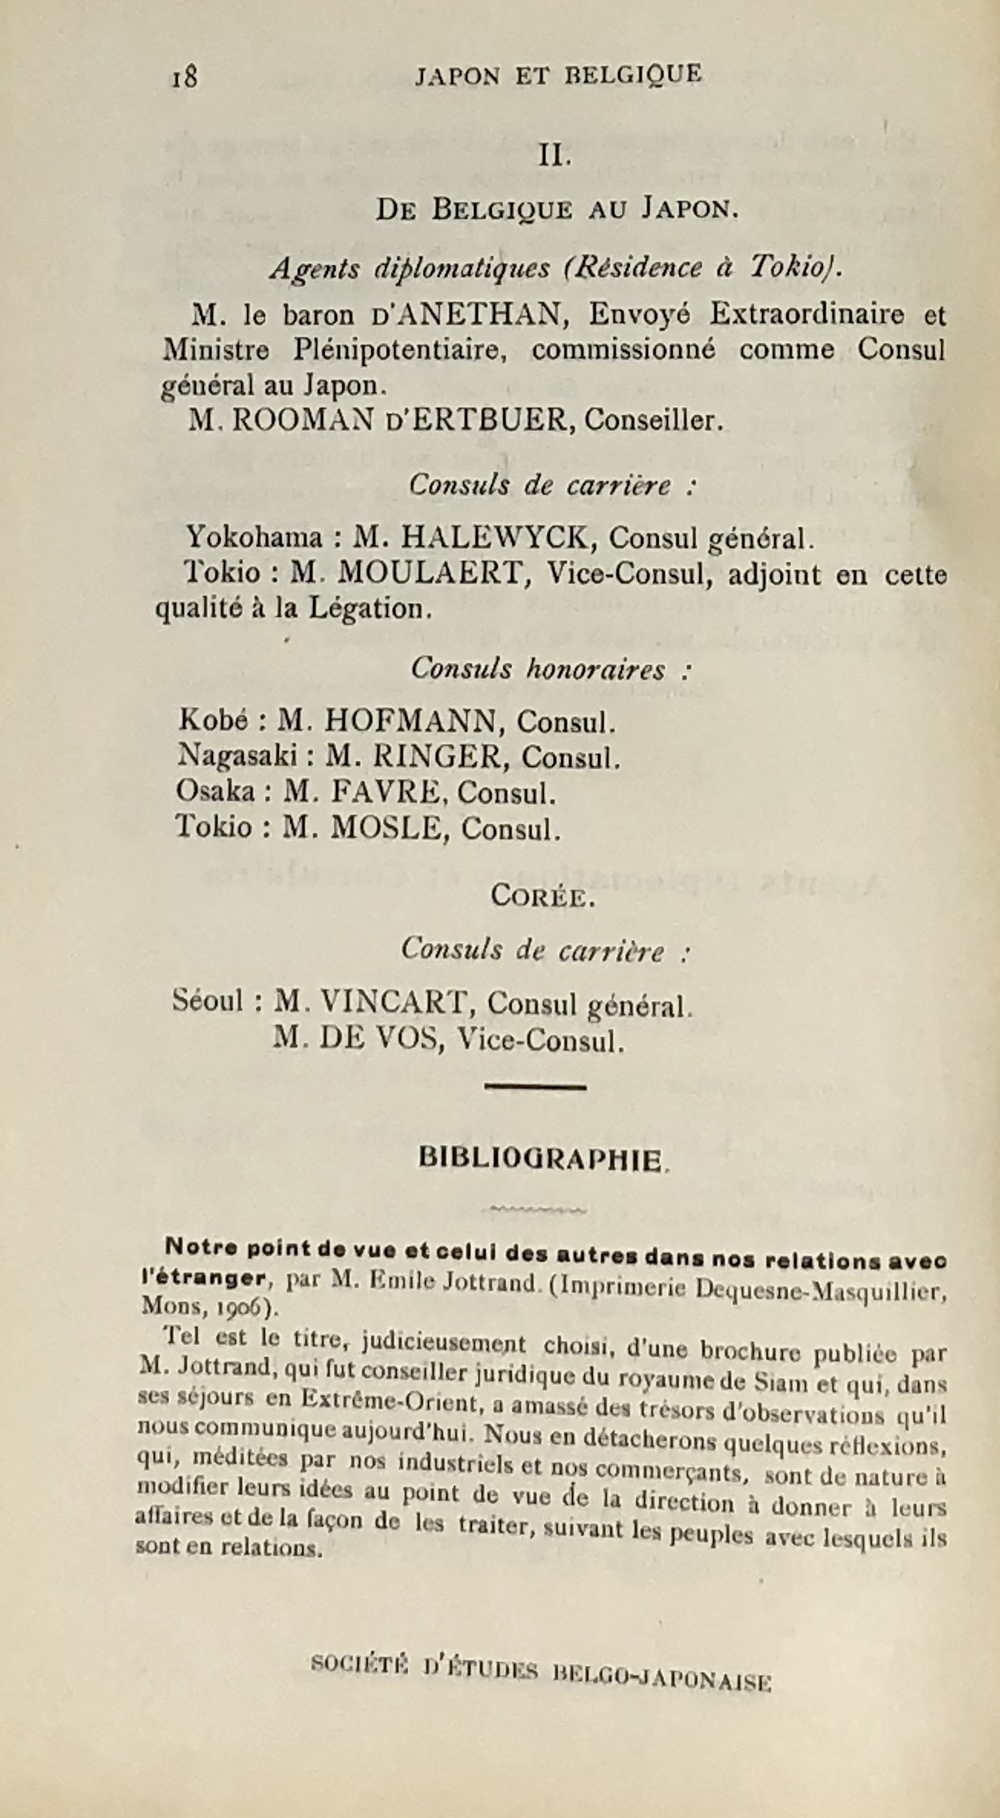 18 JAPON ET BELGIQUE
II.
DE BELGIQUE AU JAPON.
Agents diplomatiques (Résidence à Tokio).
M. le baron D'ANETHAN, Envoyé Extraordinaire et
Ministre Plénipotentiaire, commissionné comme Consul
général au Japon.
M. ROOMAN D'ERTBUER, Conseiller.
Consuls de carrière :
Yokohama : M. HALEWYCK, Consul général.
Tokio : M. MOULAERT, Vice-Consul, adjoint en cette
qualité à la Légation.
Consuls honoraires :
Kobé : M. HOFMANN, Consul.
Nagasaki : M. RINGER, Consul.
Osaka : M. FAVRE, Consul.
Tokio : M. MOSLE, Consul.
CORÉE.
Consuls de carrière :
Séoul : M. VINCART, Consul général.
M. DE VOS, Vice-Consul.
BIBLIOGRAPHIE.
Notre point de vue et celui des autres dans nos relations avec
l'étranger, par M. Emile Jottrand. (Imprimerie Dequesne-Masquillier,
Mons, 1906).
Tel est le titre, judicieusement choisi, d'une brochure publiée par
M. Jottrand, qui fut conseiller juridique du royaume de Siam et qui, dans
ses séjours en Extrême-Orient, a amassé des trésors d'observations qu'il
nous communique aujourd'hui. Nous en détacherons quelques réflexions,
qui, méditées par nos industriels et nos commerçants, sont de nature à
modifier leurs idées au point de vue de la direction à donner à leurs
affaires et de la façon de les traiter, suivant les peuples avec lesquels ils
sont en relations.
SOCIÉTÉ D'ÉTUDES BELGO-JAPONAISE